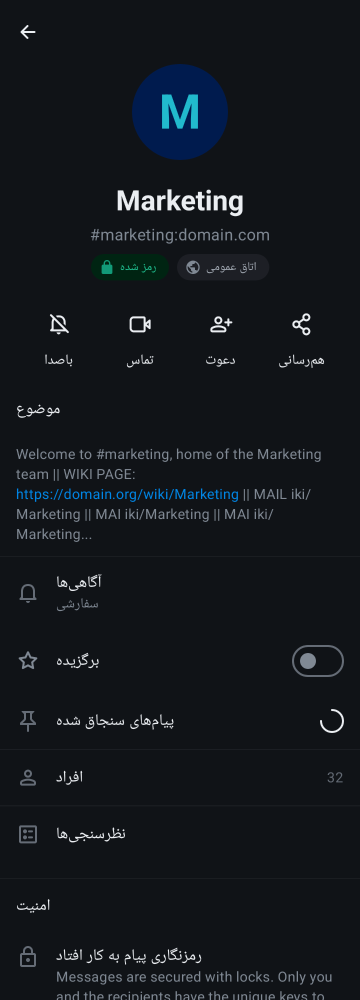 M
Marketing
#marketing:domain.com
اتاق عمومی
رمز شده
هم‌رسانی
دعوت
تماس
باصدا
موضوع
Welcome to #marketing, home of the Marketing
team || WIKI PAGE:
https://domain.org/wiki/Marketing || MAIL iki/
Marketing || MAI iki/Marketing || MAI iki/
Marketing...
آگاهی‌ها
سفارشی
برگزیده
پیام‌های سنجاق شده
افراد
32
نظرسنجی‌ها
امنیت
رمزنگاری پیام به کار افتاد
Messages are secured with locks. Only you
and the recipients have the unique keys to